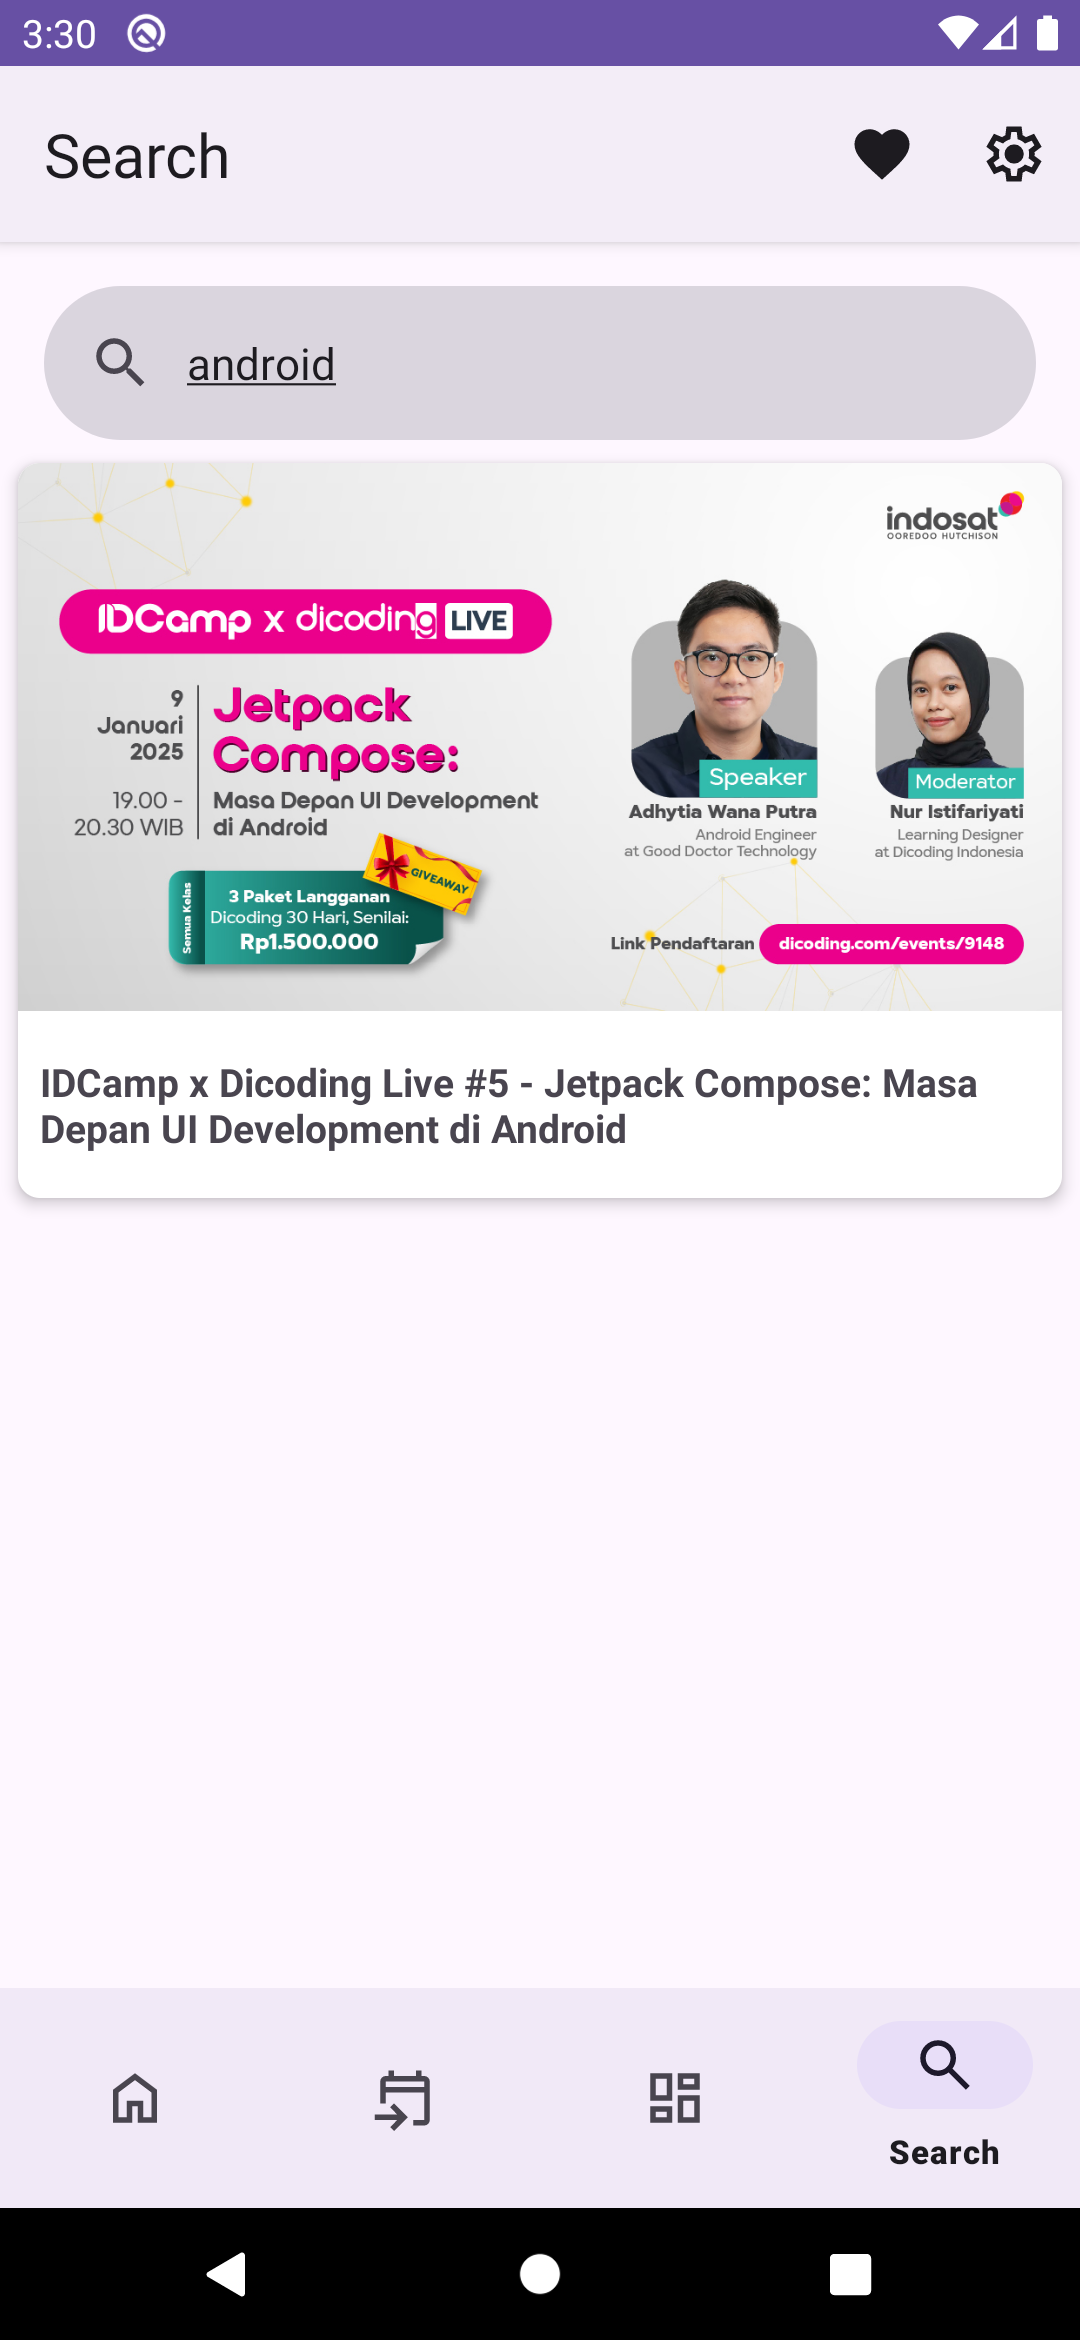 3:30
Search
android
indosat
OOREDOO HUTCHISON
IDCamp x dicoding LIVE
9
Januari
2025
19.00 -
20.30 WIB
Jetpack
Compose:
Masa Depan UI Development
di Android
GIVEAWAY
Semua Kelas
3 Paket Langganan
Dicoding 30 Hari, Senilai:
Rp1.500.000
Speaker
Adhytia Wana Putra
Android Engineer
at Good Doctor Technology
Moderator
Nur Istifariyati
Learning Designer
at Dicoding Indonesia
Link Pendaftaran dicoding.com/events/9148
IDCamp x Dicoding Live #5 - Jetpack Compose: Masa
Depan UI Development di Android
Search